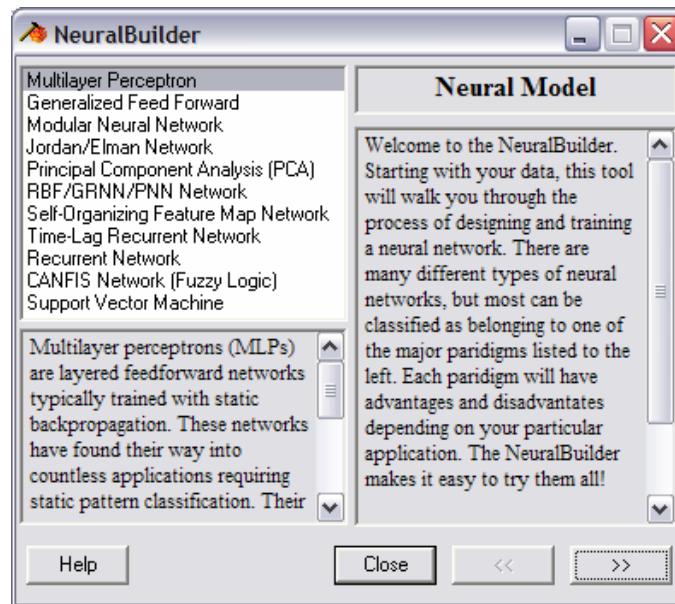 NeuralBuilder
Multilayer Perceptron
Generalized Feed Forward
Modular Neural Network
Jordan/Elman Network
Principal Component Analysis (PCA)
RBF/GRNN/PNN Network
Self-Organizing Feature Map Network
Time-Lag Recurrent Network
Recurrent Network
CANFIS Network (Fuzzy Logic)
Support Vector Machine
Multilayer perceptrons (MLPs)
are layered feedforward networks
typically trained with static
backpropagation. These networks
have found their way into
countless applications requiring
static pattern classification. Their
Neural Model
Welcome to the NeuralBuilder.
Starting with your data, this tool
will walk you through the
process of designing and training
a neural network. There are
many different types of neural
networks, but most can be
classified as belonging to one of
the major paridigms listed to the
left. Each paridigm will have
advantages and disadvantates
depending on your particular
application. The NeuralBuilder
makes it easy to try them all!
Help
Close
<<
>>